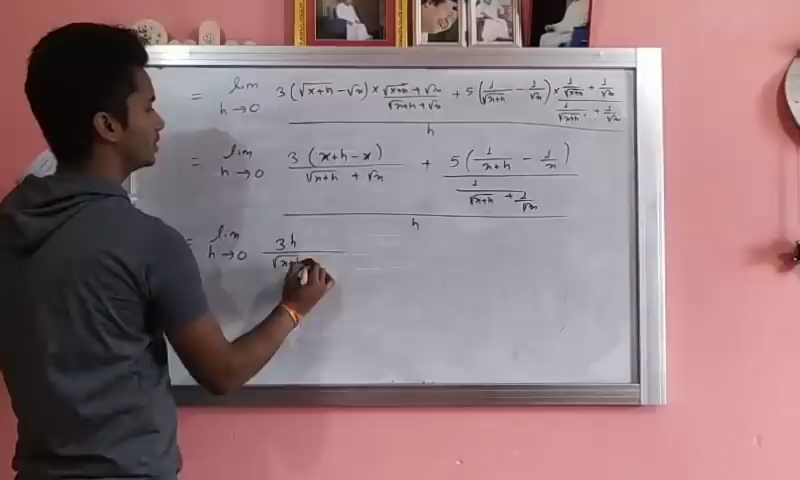 = lim h→0 (3(√(x+h) - √x) × (√(x+h) + √x)/(√(x+h) + √x) + 5(1/√(x+h) - 1/√x) × (1/√(x+h) + 1/√x)/(1/√(x+h) + 1/√x))/h
= lim h→0 (3(x+h-x)/(√(x+h) + √x) + 5(1/(x+h) - 1/x)/(1/√(x+h) + 1/√x))/h
= lim h→0 3h/√(x+h